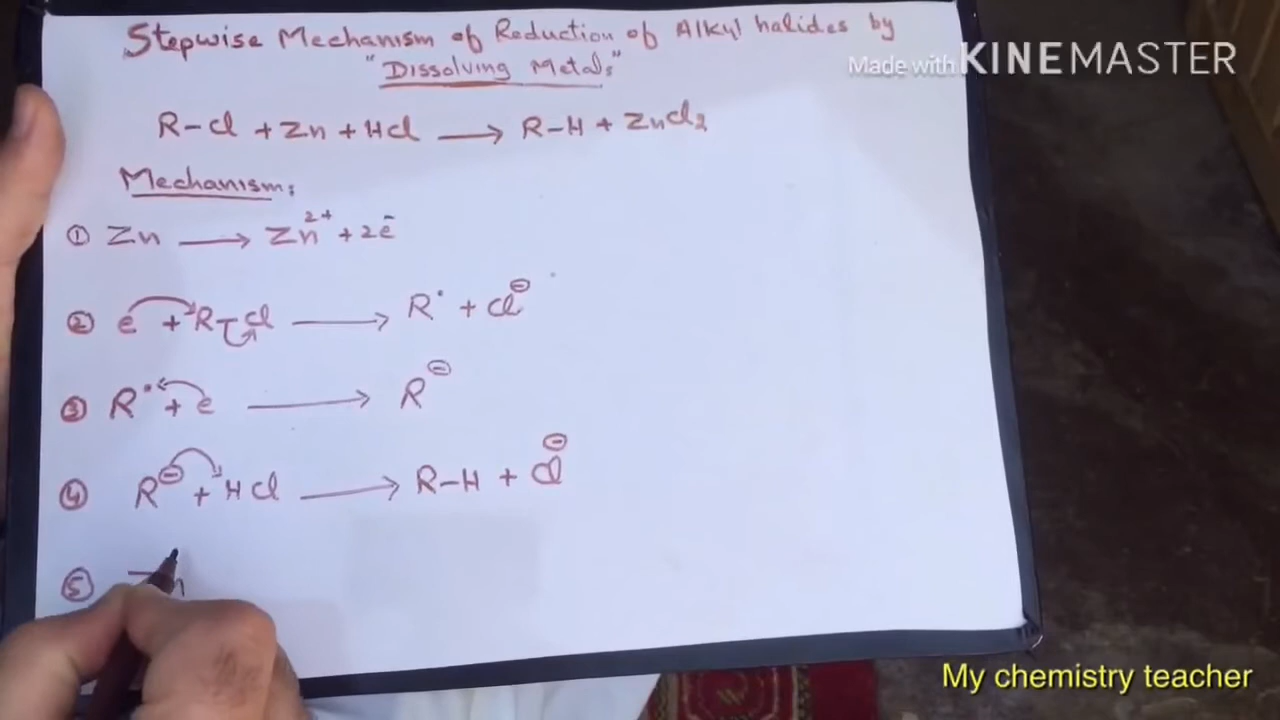 Stepwise Mechanism of Reduction of Alkyl halides by
"Dissolving Metals"
Made with KINEMASTER
R-Cl + Zn + HCl ⟶ R-H + ZnCl₂
Mechanism:
① Zn ⟶ Zn²⁺ + 2e⁻
② e + R-Cl ⟶ R• + Cl⊖
③ R• + e ⟶ R⊖
④ R⊖ + HCl ⟶ R-H + Cl⊖
⑤ Zn
My chemistry teacher